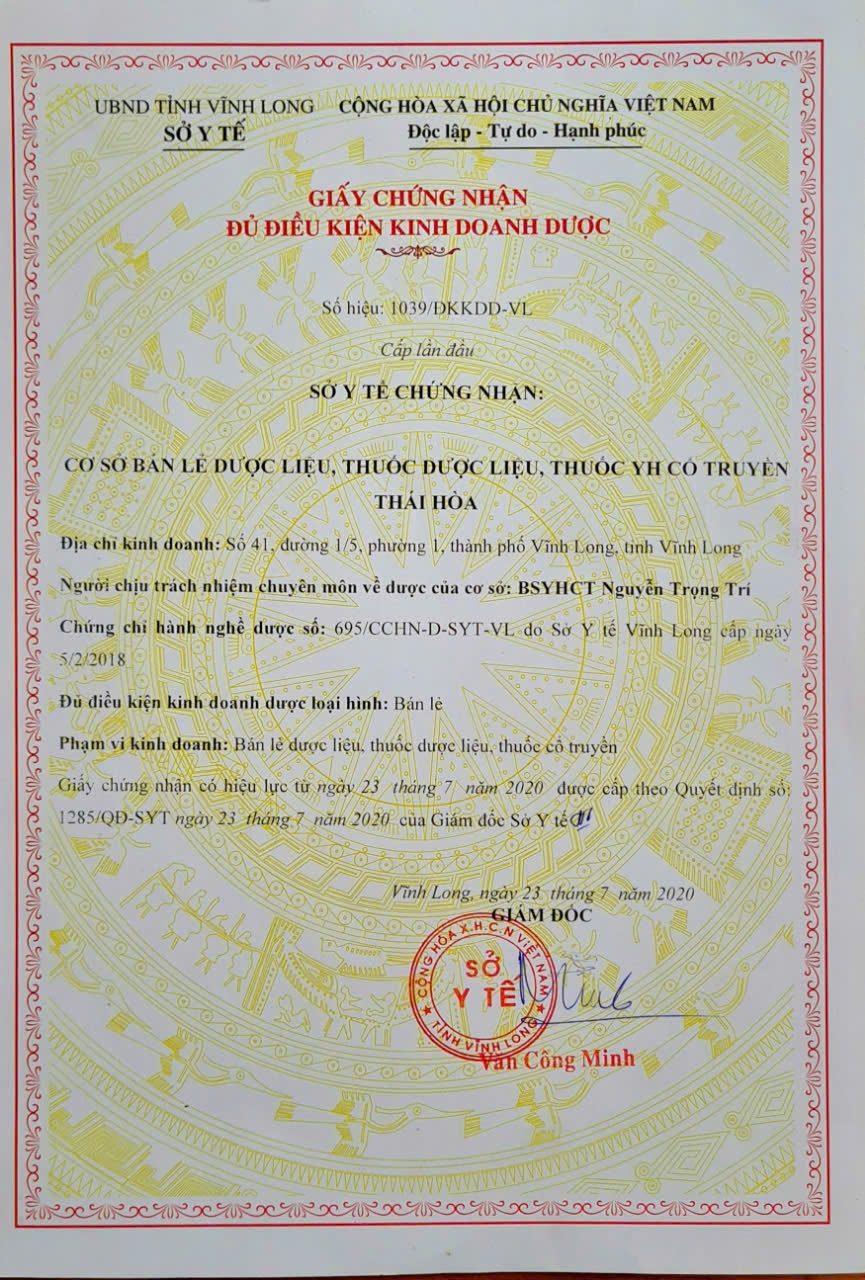 UBND TỈNH VĨNH LONG
SỞ Y TẾ
CỘNG HÒA XÃ HỘI CHỦ NGHĨA VIỆT NAM
Độc lập - Tự do - Hạnh phúc
GIẤY CHỨNG NHẬN
ĐỦ ĐIỀU KIỆN KINH DOANH DƯỢC
Số hiệu: 1039/ĐKKDD-VL
Cấp lần đầu
SỞ Y TẾ CHỨNG NHẬN:
CƠ SỞ BÁN LẺ DƯỢC LIỆU, THUỐC DƯỢC LIỆU, THUỐC YH CỔ TRUYỀN
THÁI HÒA
Địa chỉ kinh doanh: Số 41, đường 1/5, phường 1, thành phố Vĩnh Long, tỉnh Vĩnh Long
Người chịu trách nhiệm chuyên môn về dược của cơ sở: BSYHCT Nguyễn Trọng Trí
Chứng chỉ hành nghề dược số: 695/CCHN-D-SYT-VL do Sở Y tế Vĩnh Long cấp ngày
5/2/2018
Đủ điều kiện kinh doanh dược loại hình: Bán lẻ
Phạm vi kinh doanh: Bán lẻ dược liệu, thuốc dược liệu, thuốc cổ truyền
Giấy chứng nhận có hiệu lực từ ngày 23 tháng 7 năm 2020 được cấp theo Quyết định số:
1285/QĐ-SYT ngày 23 tháng 7 năm 2020 của Giám đốc Sở Y tế
Vĩnh Long, ngày 23 tháng 7 năm 2020
GIÁM ĐỐC
CỘNG HÒA X.H.C.N VIỆT NAM
SỞ
Y TẾ
TỈNH VĨNH LONG
Văn Công Minh